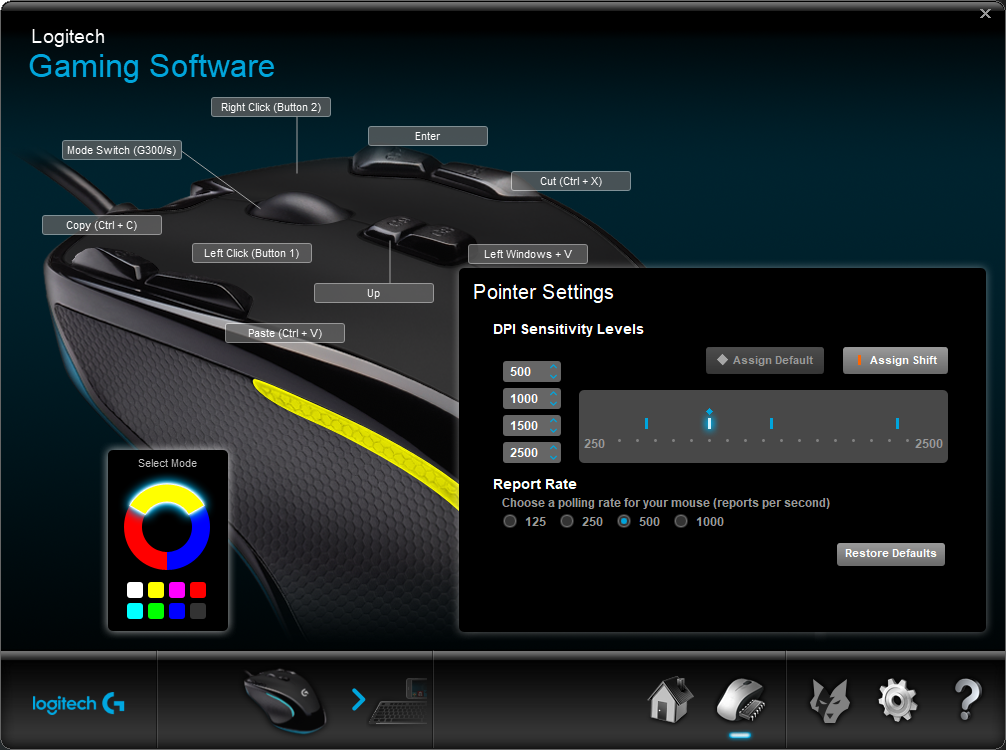 Logitech
Gaming Software
Right Click (Button 2)
Enter
Mode Switch (G300/s)
Cut (Ctrl + X)
Copy (Ctrl + C)
Left Click (Button 1)
Left Windows + V
Up
Paste (Ctrl + V)
Pointer Settings
DPI Sensitivity Levels
Assign Default
Assign Shift
500
1000
1500
2500
250
2500
Report Rate
Choose a polling rate for your mouse (reports per second)
125 250 500 1000
Restore Defaults
Select Mode
logitech G